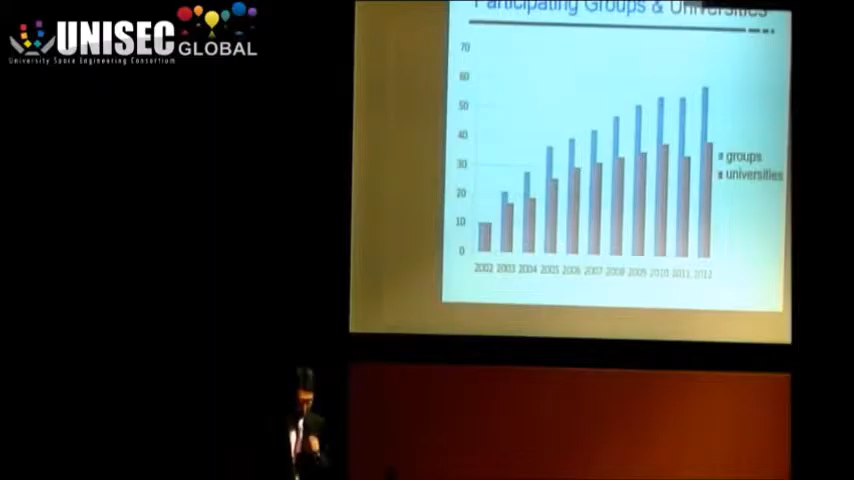 UNISEC GLOBAL
University Space Engineering Consortium
Participating Groups & Universities
70
60
50
40
30
20
10
0
groups
universities
2002 2003 2004 2005 2006 2007 2008 2009 2010 2011 2012